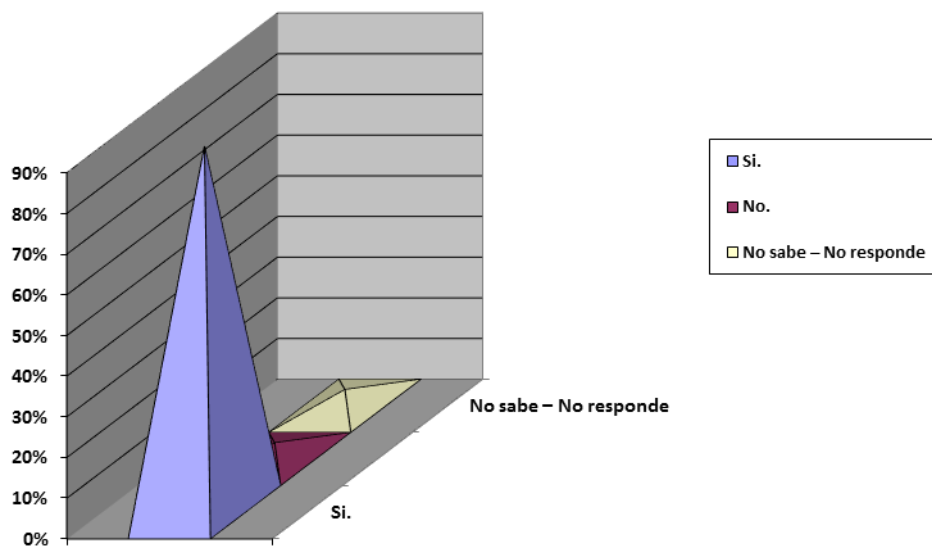 90%
80%
70%
60%
50%
40%
30%
20%
10%
0%
Si.
No sabe – No responde
Si.
No.
No sabe – No responde